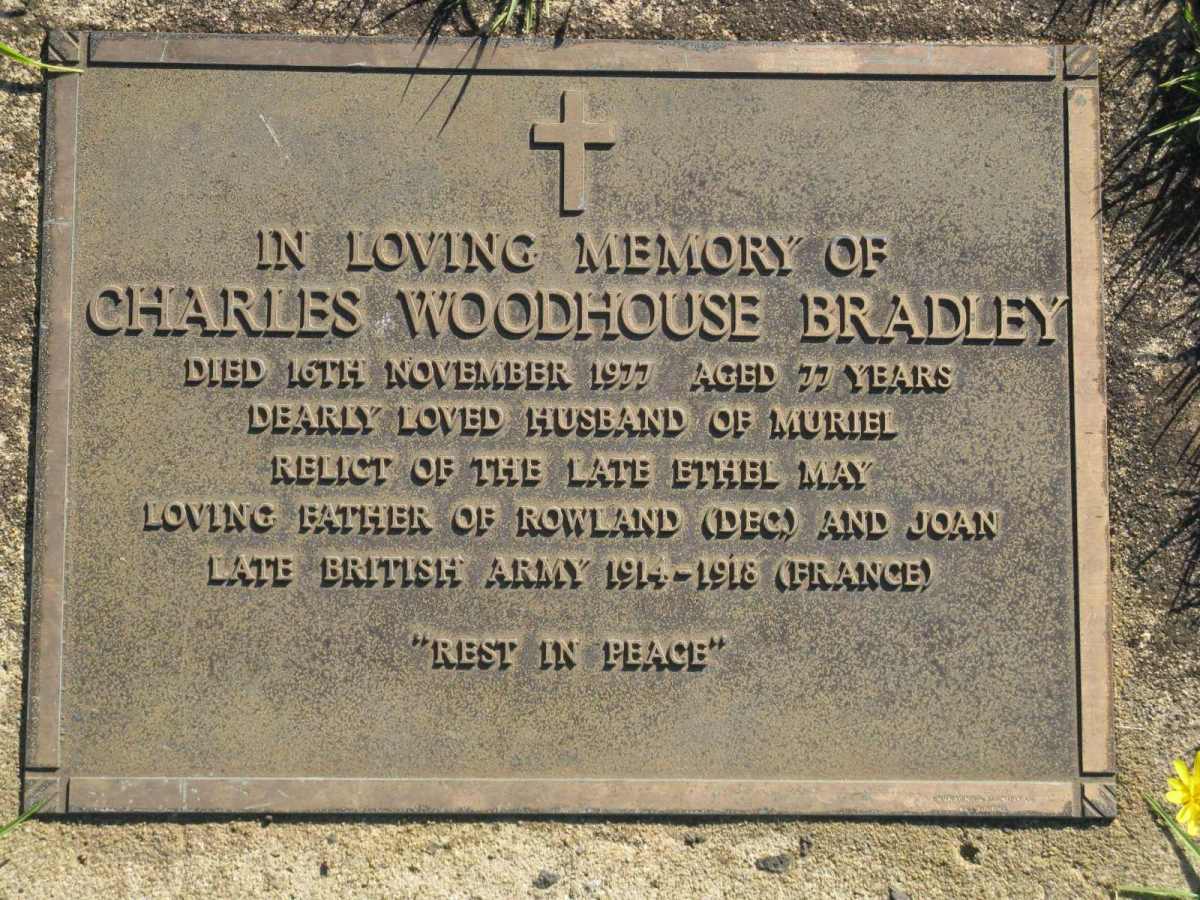 IN LOVING MEMORY OF
CHARLES WOODHOUSE BRADLEY
DIED 16TH NOVEMBER 1977 AGED 77 YEARS
DEARLY LOVED HUSBAND OF MURIEL
RELICT OF THE LATE ETHEL MAY
LOVING FATHER OF ROWLAND (DEC.) AND JOAN
LATE BRITISH ARMY 1914-1918 (FRANCE)
"REST IN PEACE"